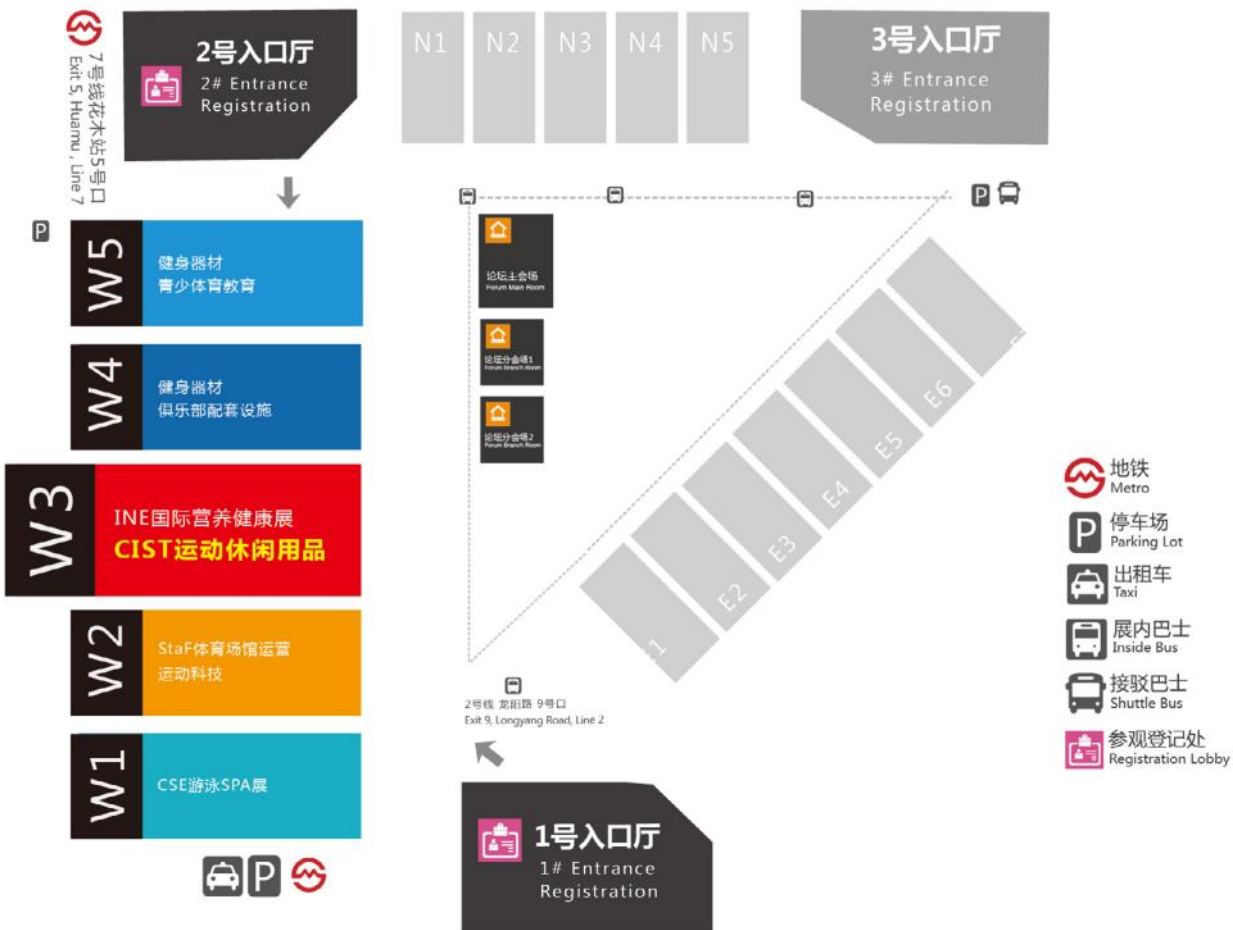 7号线花木站5号口
Exit 5, Huamu , Line 7
2号入口厅
2# Entrance
Registration
N1
N2
N3
N4
N5
3号入口厅
3# Entrance
Registration
P
P
W5
健身器材
青少体育教育
论坛主会场
Forum Main Room
论坛分会场1
Forum Branch Room
论坛分会场2
Forum Branch Room
W4
健身器材
俱乐部配套设施
W3
INE国际营养健康展
CIST运动休闲用品
W2
StaF体育场馆运营
运动科技
W1
CSE游泳SPA展
E6
E5
E4
E3
E2
2号线 龙阳路 9号口
Exit 9, Longyang Road, Line 2
1号入口厅
1# Entrance
Registration
P
地铁
Metro
P
停车场
Parking Lot
出租车
Taxi
展内巴士
Inside Bus
接驳巴士
Shuttle Bus
参观登记处
Registration Lobby